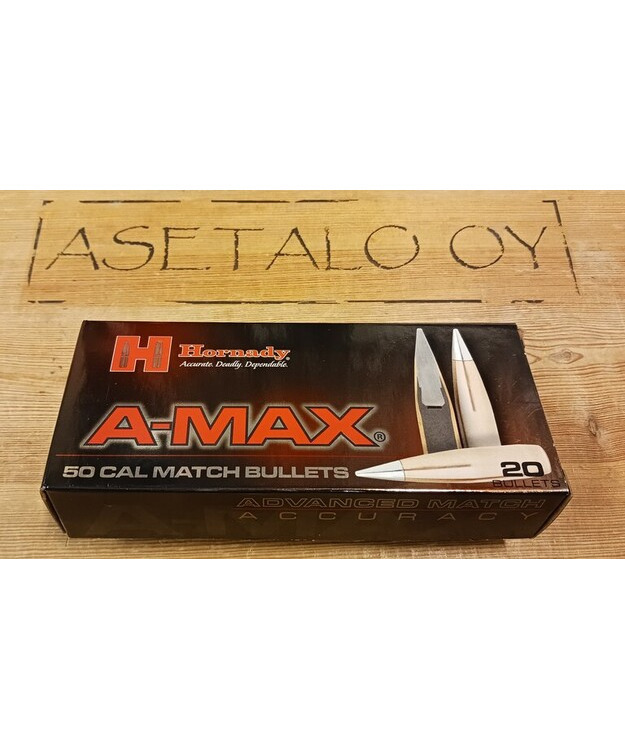 ASETALO OY
Hornady
Accurate. Deadly. Dependable.
A-MAX®
50 CAL MATCH BULLETS
20
BULLETS
ADVANCED MATCH
ACCURACY